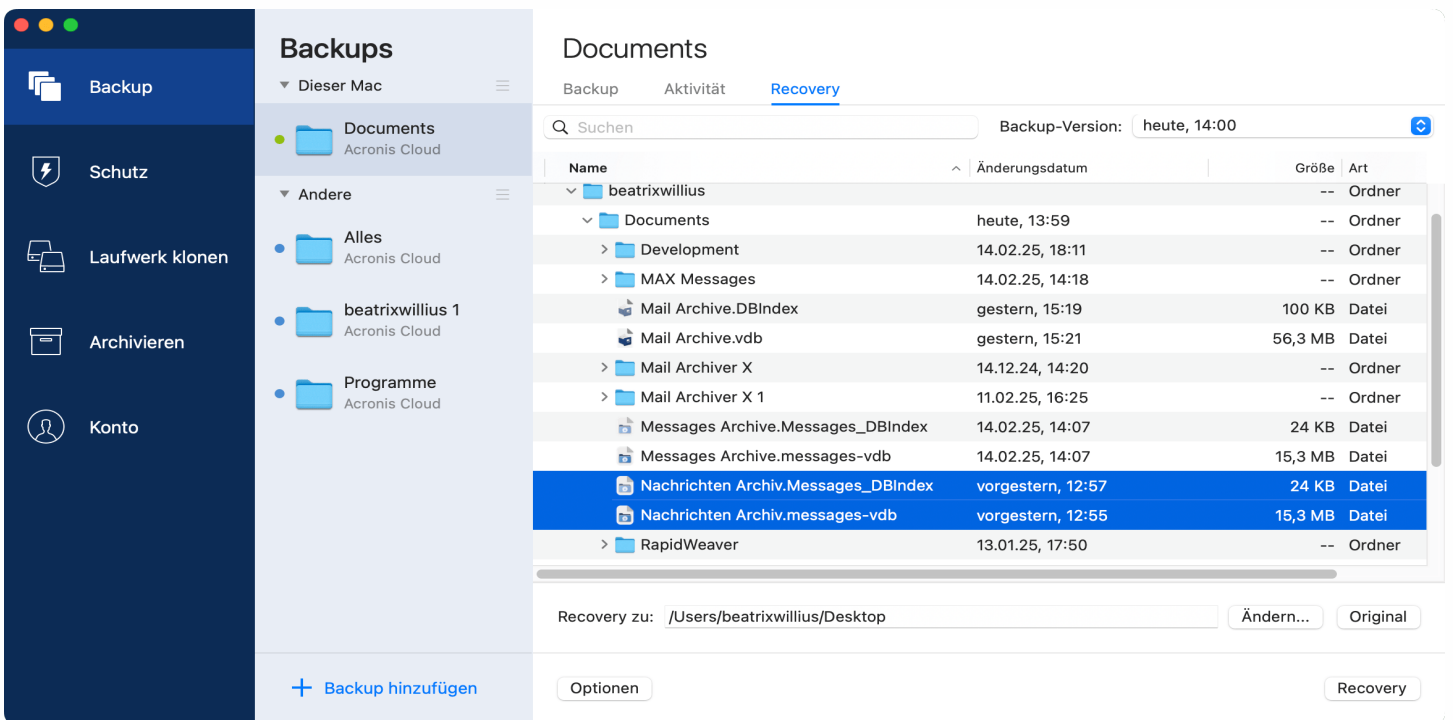 Backup
Schutz
Laufwerk klonen
Archivieren
Konto
Backups
Dieser Mac
Documents
Acronis Cloud
Andere
Alles
Acronis Cloud
beatrixwillius 1
Acronis Cloud
Programme
Acronis Cloud
Backup hinzufügen
Documents
Backup Aktivität Recovery
Suchen Backup-Version: heute, 14:00
Name Änderungsdatum Größe Art
beatrixwillius -- Ordner
Documents heute, 13:59 -- Ordner
Development 14.02.25, 18:11 -- Ordner
MAX Messages 14.02.25, 14:18 -- Ordner
Mail Archive.DBIndex gestern, 15:19 100 KB Datei
Mail Archive.vdb gestern, 15:21 56,3 MB Datei
Mail Archiver X 14.12.24, 14:20 -- Ordner
Mail Archiver X 1 11.02.25, 16:25 -- Ordner
Messages Archive.Messages_DBIndex 14.02.25, 14:07 24 KB Datei
Messages Archive.messages-vdb 14.02.25, 14:07 15,3 MB Datei
Nachrichten Archiv.Messages_DBIndex vorgestern, 12:57 24 KB Datei
Nachrichten Archiv.messages-vdb vorgestern, 12:55 15,3 MB Datei
RapidWeaver 13.01.25, 17:50 -- Ordner
Recovery zu: /Users/beatrixwillius/Desktop Ändern... Original
Optionen Recovery